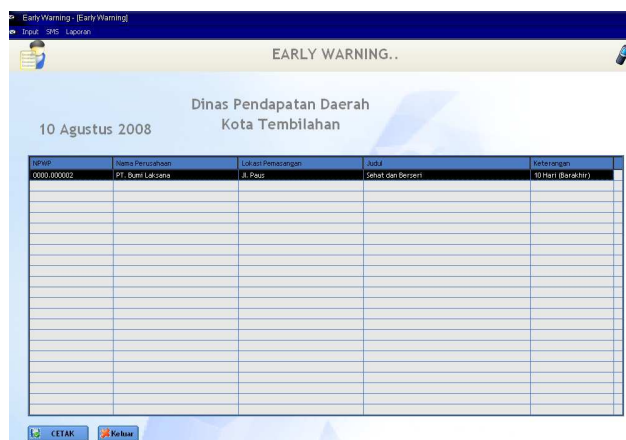 Early Warning - [Early Warning]
Input SMS Laporan
EARLY WARNING..
Dinas Pendapatan Daerah
Kota Tembilahan
10 Agustus 2008
NPWP Nama Perusahaan Lokasi Pemasangan Judul Keterangan
0000.000002 PT. Bumi Laksana Jl. Paus Sehat dan Berseri 10 Hari (Barakhir)
CETAK Keluar